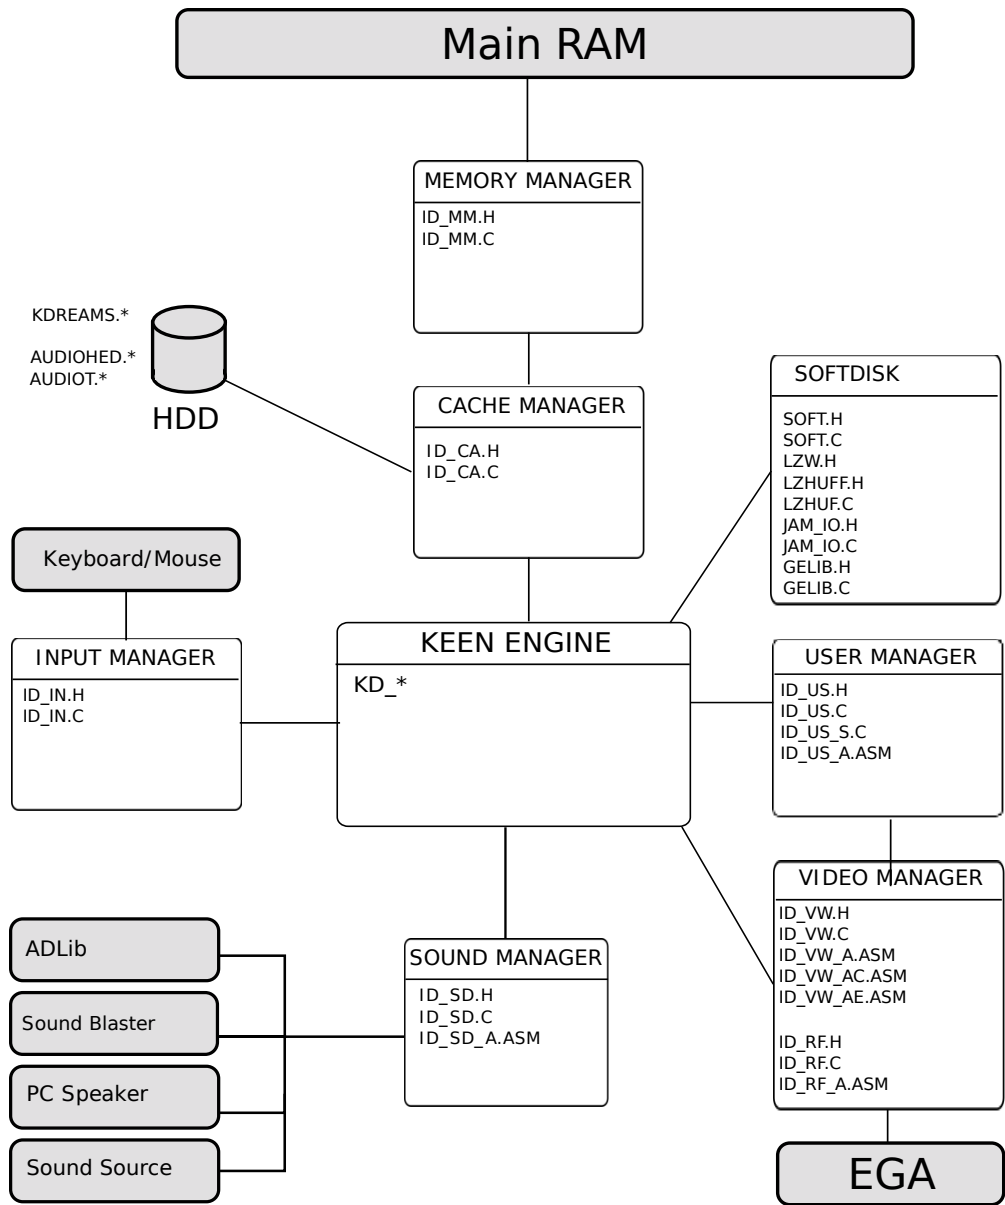 Main RAM
MEMORY MANAGER
ID_MM.H
ID_MM.C
KDREAMS.*
AUDIOHED.*
AUDIOT.*
HDD
CACHE MANAGER
ID_CA.H
ID_CA.C
SOFTDISK
SOFT.H
SOFT.C
LZW.H
LZHUFF.H
LZHUF.C
JAM_IO.H
JAM_IO.C
GELIB.H
GELIB.C
Keyboard/Mouse
INPUT MANAGER
ID_IN.H
ID_IN.C
KEEN ENGINE
KD_*
USER MANAGER
ID_US.H
ID_US.C
ID_US_S.C
ID_US_A.ASM
VIDEO MANAGER
ID_VW.H
ID_VW.C
ID_VW_A.ASM
ID_VW_AC.ASM
ID_VW_AE.ASM
ID_RF.H
ID_RF.C
ID_RF_A.ASM
ADLib
Sound Blaster
PC Speaker
Sound Source
SOUND MANAGER
ID_SD.H
ID_SD.C
ID_SD_A.ASM
EGA